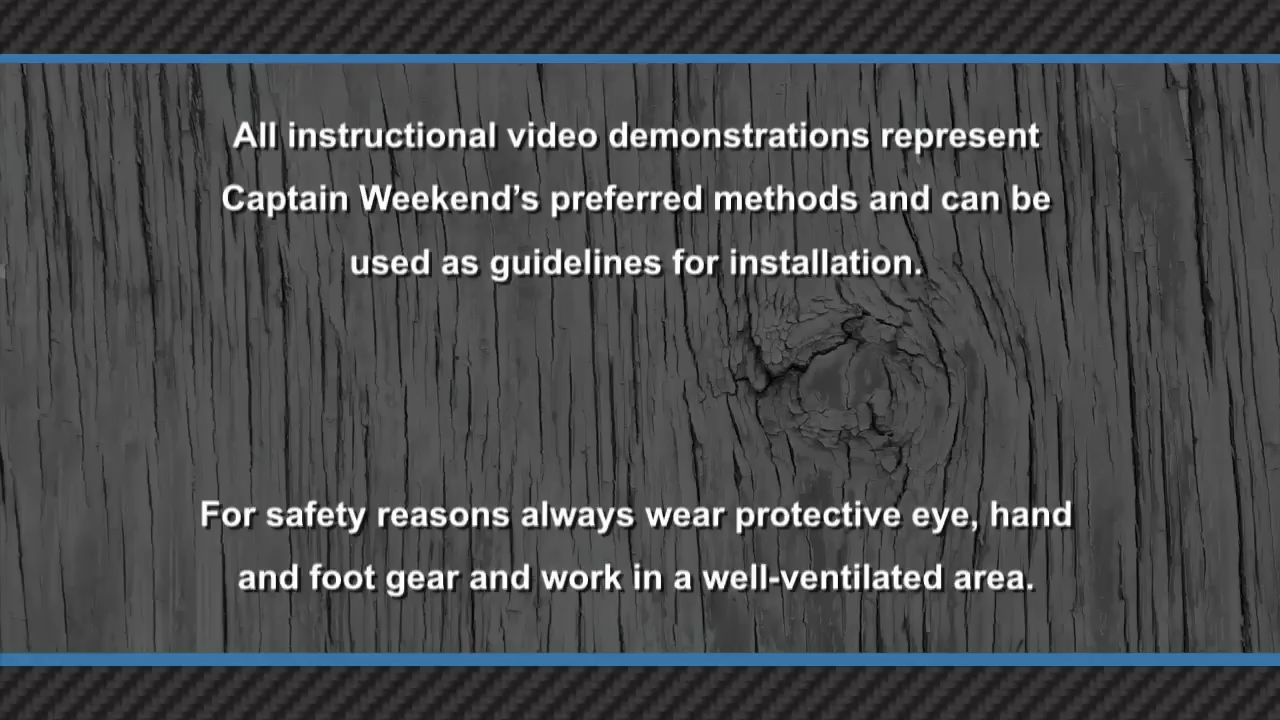 All instructional video demonstrations represent
Captain Weekend’s preferred methods and can be
used as guidelines for installation.
For safety reasons always wear protective eye, hand
and foot gear and work in a well-ventilated area.